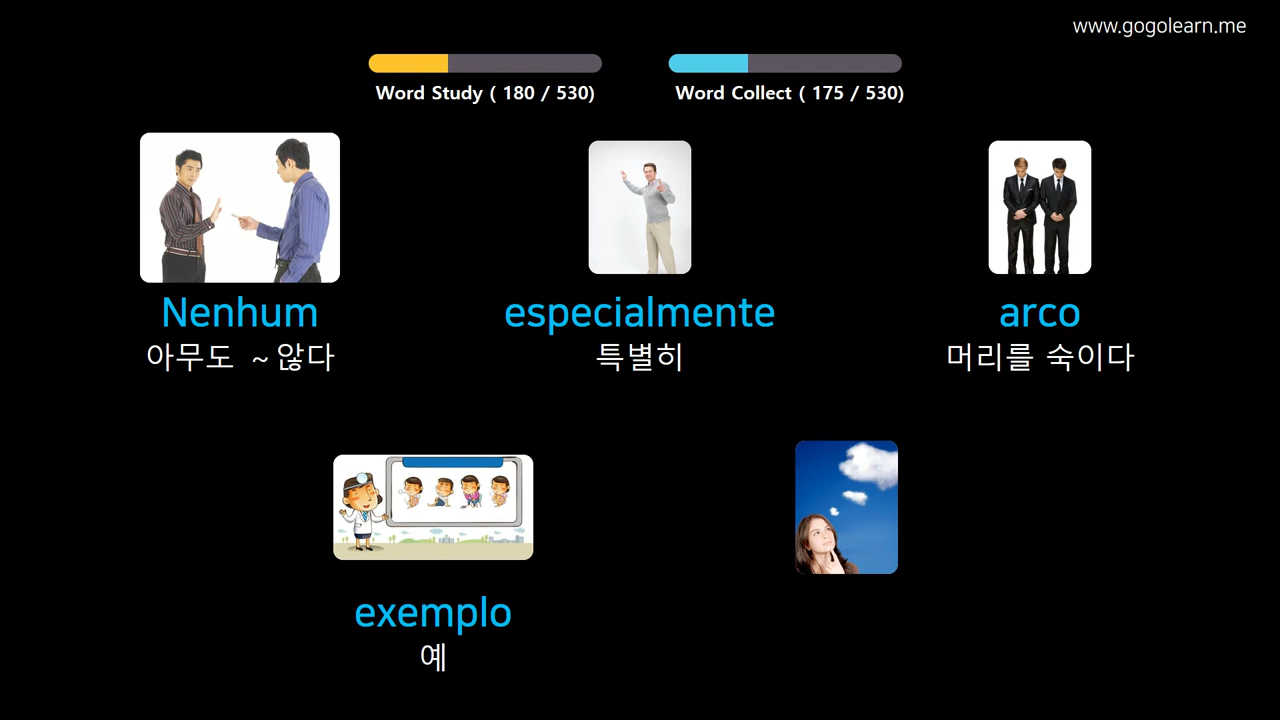 www.gogolearn.me
Word Study ( 180 / 530)
Word Collect ( 175 / 530)
Nenhum
아무도 ~ 않다
especialmente
특별히
arco
머리를 숙이다
exemplo
예